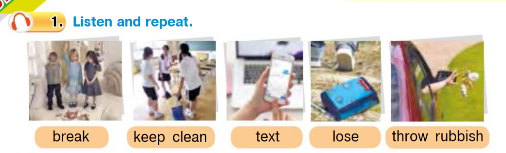 1. Listen and repeat.
break keep clean text lose throw rubbish